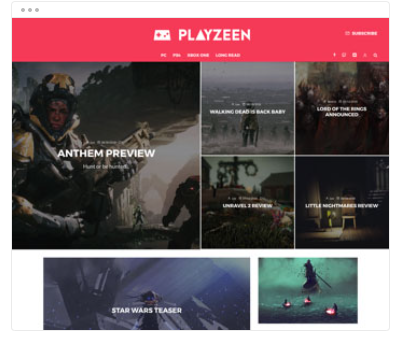 PLAYZEEN
SUBSCRIBE
PC PS4 XBOX ONE LONG READ
ANTHEM PREVIEW
WALKING DEAD IS BACK BABY
LORD OF THE RINGS
ANNOUNCED
UNRAVEL 2 REVIEW
LITTLE NIGHTMARES REVIEW
STAR WARS TEASER